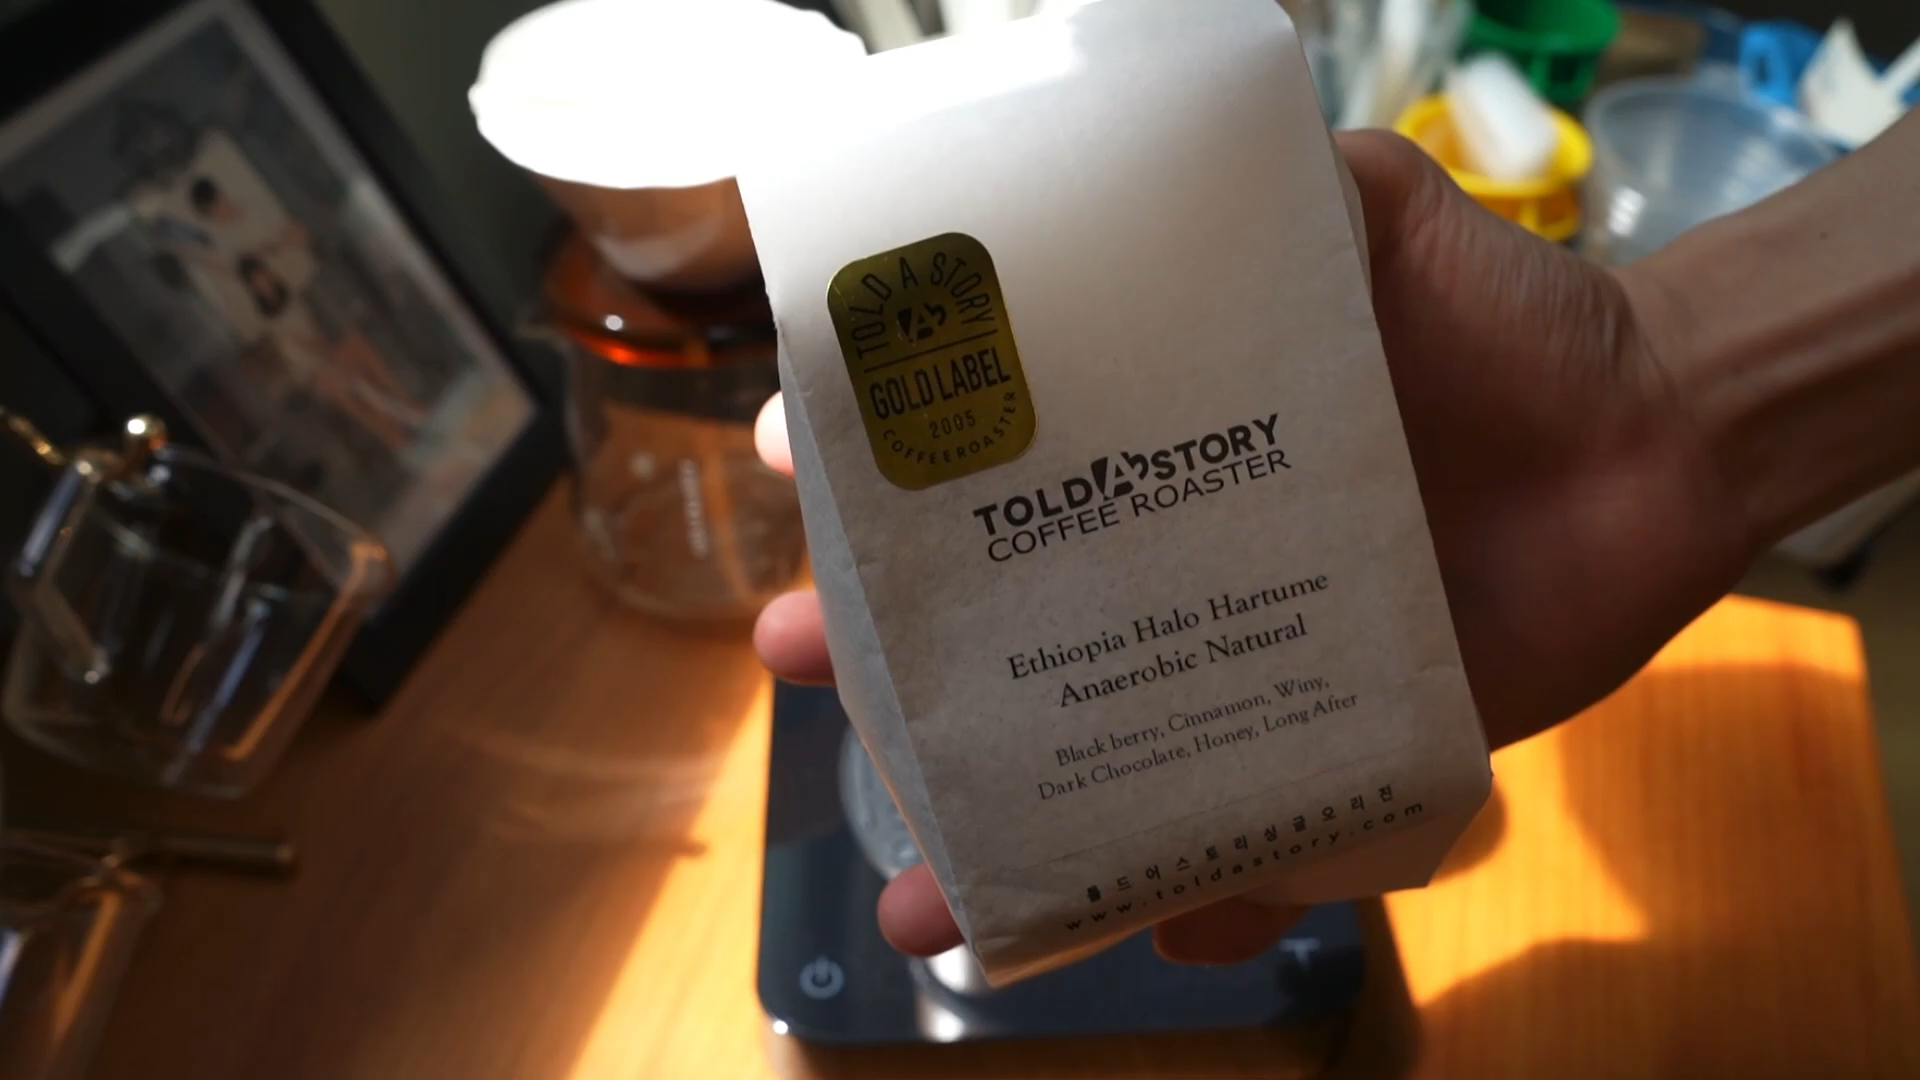 TOLD A STORY
GOLD LABEL
2005
COFFEEROASTER
TOLD A STORY
COFFEE ROASTER
Ethiopia Halo Hartume
Anaerobic Natural
Black berry, Cinnamon, Winy,
Dark Chocolate, Honey, Long After
톨드어스토리싱글오리진
www.toldastory.com